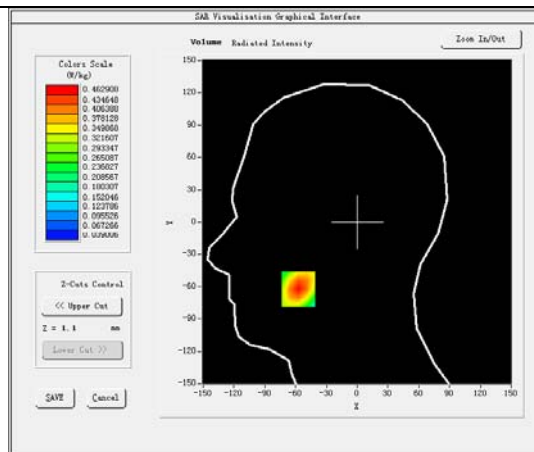 SAR Visualisation Graphical Interface
Volume Radiated Intensity
Zoom In/Out
Colors Scale
(W/kg)
0.462908
0.434648
0.406388
0.378128
0.349868
0.321607
0.293347
0.265087
0.236827
0.208567
0.180307
0.152046
0.123786
0.095526
0.067266
0.039006
Z-Cuts Control
<< Upper Cut
Z = 1.1 mm
Lower Cut >>
SAVE Cancel
150
120
90
60
30
0
-30
-60
-90
-120
-150
Y
-150 -120 -90 -60 -30 0 30 60 90 120 150
X